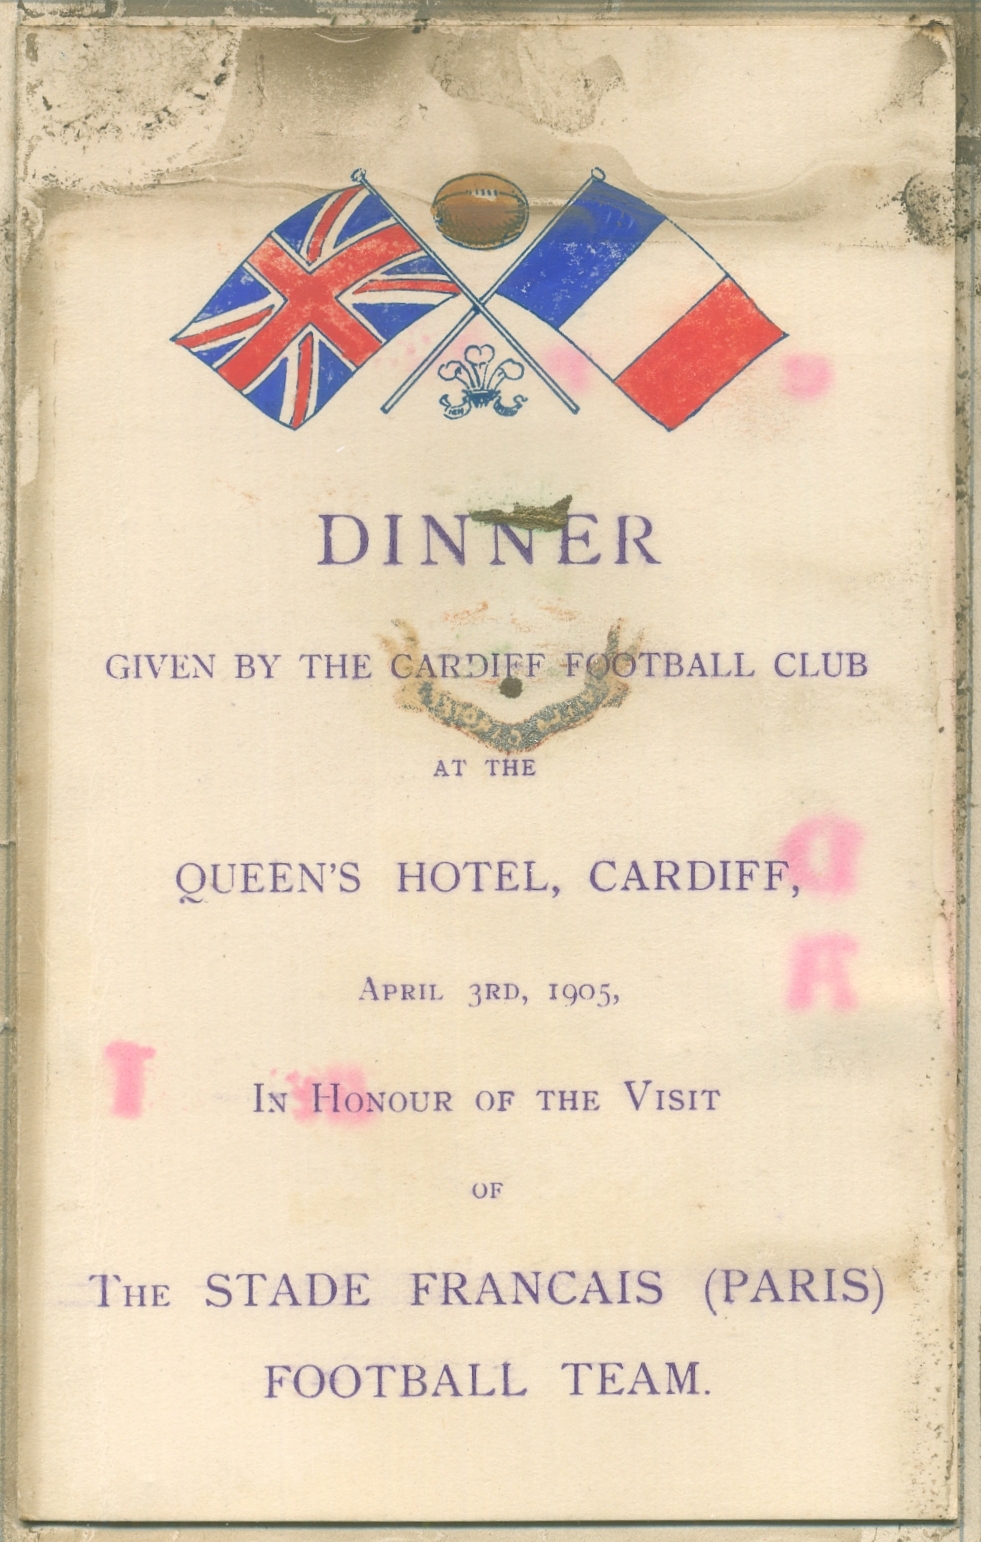 DINNER
GIVEN BY THE CARDIFF FOOTBALL CLUB
AT THE
QUEEN'S HOTEL, CARDIFF,
APRIL 3RD, 1905,
IN HONOUR OF THE VISIT
OF
THE STADE FRANCAIS (PARIS)
FOOTBALL TEAM.